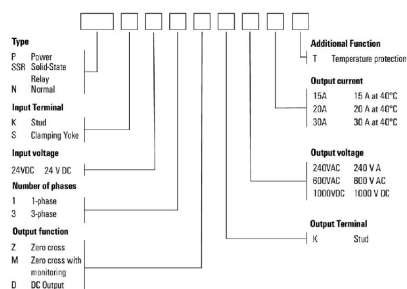 Type
P Power
SSR Solid-State
Relay
N Normal
Input Terminal
K Stud
S Clamping Yoke
Input voltage
24VDC 24 V DC
Number of phases
1 1-phase
3 3-phase
Output function
Z Zero cross
M Zero cross with
monitoring
D DC Output
Additional Function
T Temperature protection
Output current
15A 15 A at 40°C
20A 20 A at 40°C
30A 30 A at 40°C
Output voltage
240VAC 240 V A
600VAC 600 V AC
1000VDC 1000 V DC
Output Terminal
K Stud